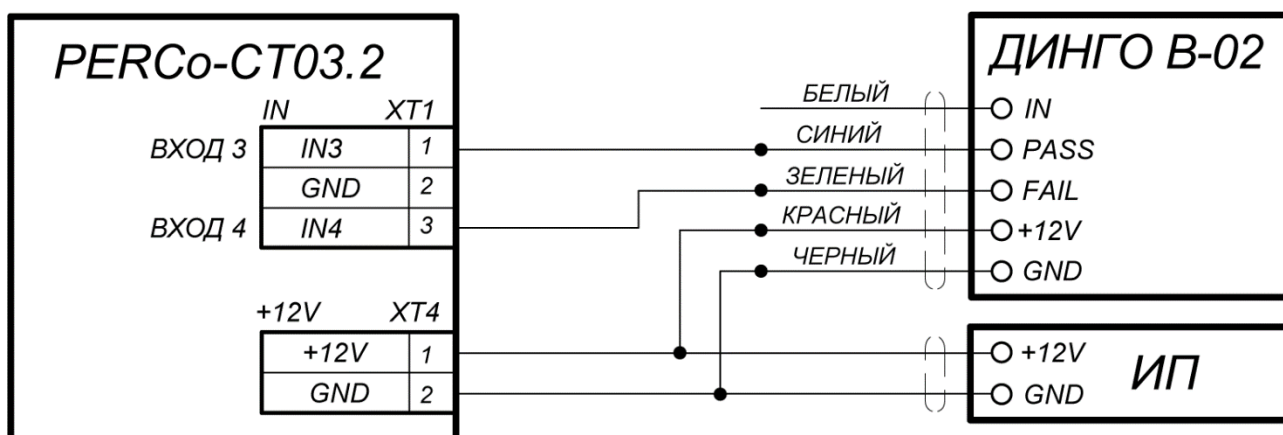 PERCo-CT03.2
IN XT1
ВХОД 3 IN3 1
GND 2
ВХОД 4 IN4 3
+12V XT4
+12V 1
GND 2
БЕЛЫЙ
СИНИЙ
ЗЕЛЕНЫЙ
КРАСНЫЙ
ЧЕРНЫЙ
ДИНГО В-02
IN
PASS
FAIL
+12V
GND
+12V
GND
ИП